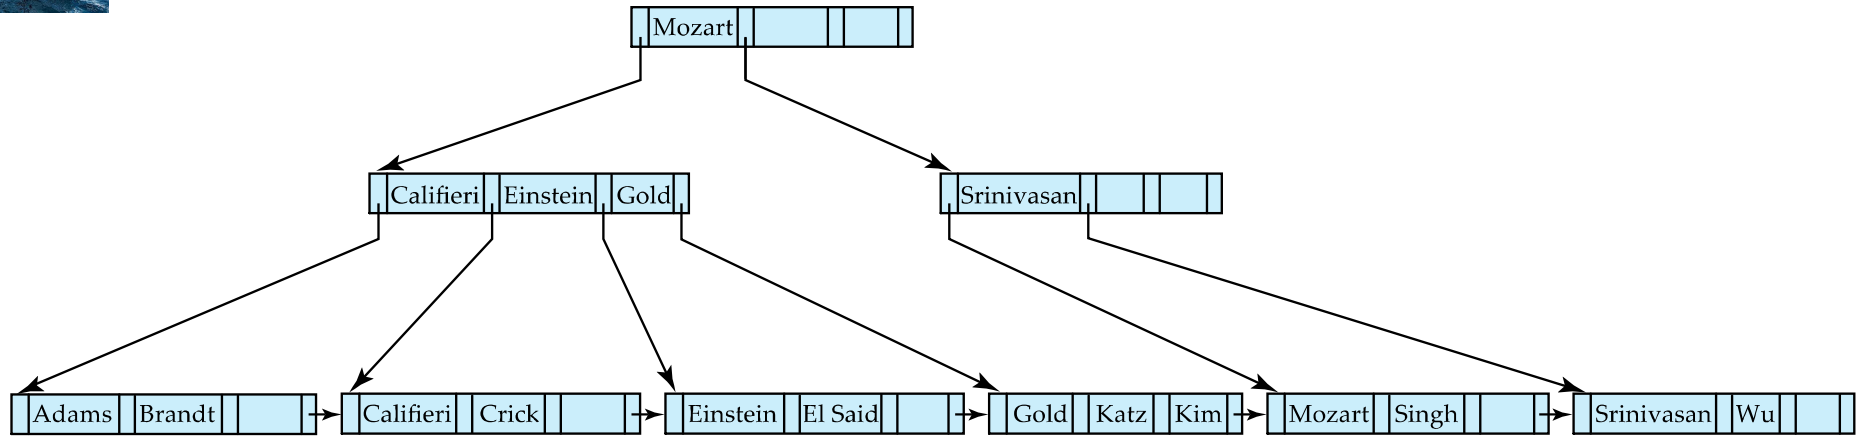 Mozart
Califieri Einstein Gold Srinivasan
Adams Brandt Califieri Crick Einstein El Said Gold Katz Kim Mozart Singh Srinivasan Wu